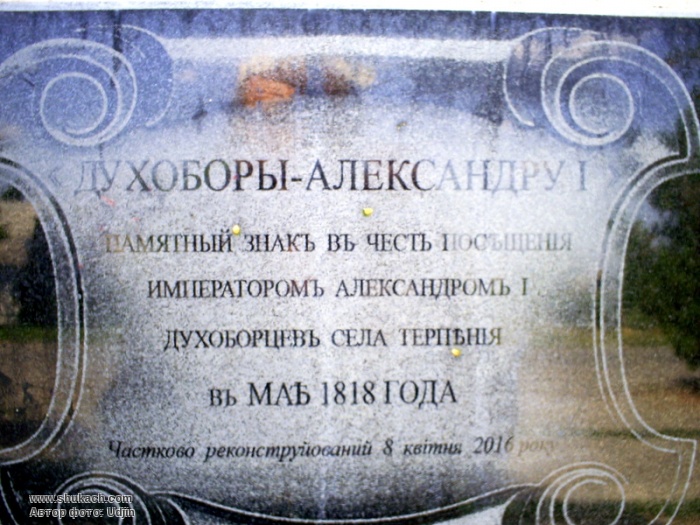 ДУХОБОРЫ-АЛЕКСАНДРУ I
ПАМЯТНЫЙ ЗНАКЪ ВЪ ЧЕСТЬ ПОСѢЩЕНІЯ
ИМПЕРАТОРОМЪ АЛЕКСАНДРОМЪ I
ДУХОБОРЦЕВЪ СЕЛА ТЕРПѢНІЯ
въ МАѢ 1818 ГОДА
Частково реконструйований 8 квітня 2016 року
www.shukach.com
Автор фото: Udjin